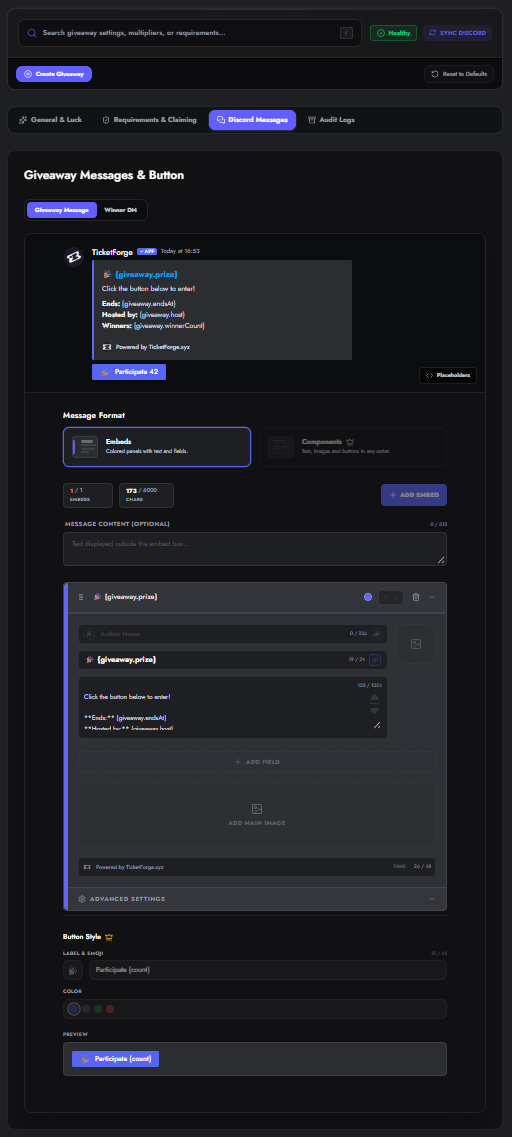 Search giveaway settings, multipliers, or requirements...
/
Healthy
SYNC DISCORD
Create Giveaway
Reset to Defaults
General & Luck
Requirements & Claiming
Discord Messages
Audit Logs
Giveaway Messages & Button
Giveaway Message
Winner DM
TicketForge
✓ APP
Today at 16:53
🎉 {giveaway.prize}
Click the button below to enter!
Ends: {giveaway.endsAt}
Hosted by: {giveaway.host}
Winners: {giveaway.winnerCount}
Powered by TicketForge.xyz
🎉 Participate 42
<> Placeholders
Message Format
Embeds
Colored panels with text and fields.
Components
Text, images and buttons in any order.
1 / 1
EMBEDS
173 / 6000
CHARS
+ ADD EMBED
MESSAGE CONTENT (OPTIONAL)
0 / 512
Text displayed outside the embed box...
🎉 {giveaway.prize}
Author Name
0 / 256
🎉 {giveaway.prize}
Click the button below to enter!
**Ends:** {giveaway.endsAt}
**Hosted by:** {giveaway.host}
+ ADD FIELD
ADD MAIN IMAGE
Powered by TicketForge.xyz
TIME
26 / 48
ADVANCED SETTINGS
Button Style
LABEL & EMOJI
🎉
Participate {count}
COLOR
PREVIEW
🎉 Participate {count}